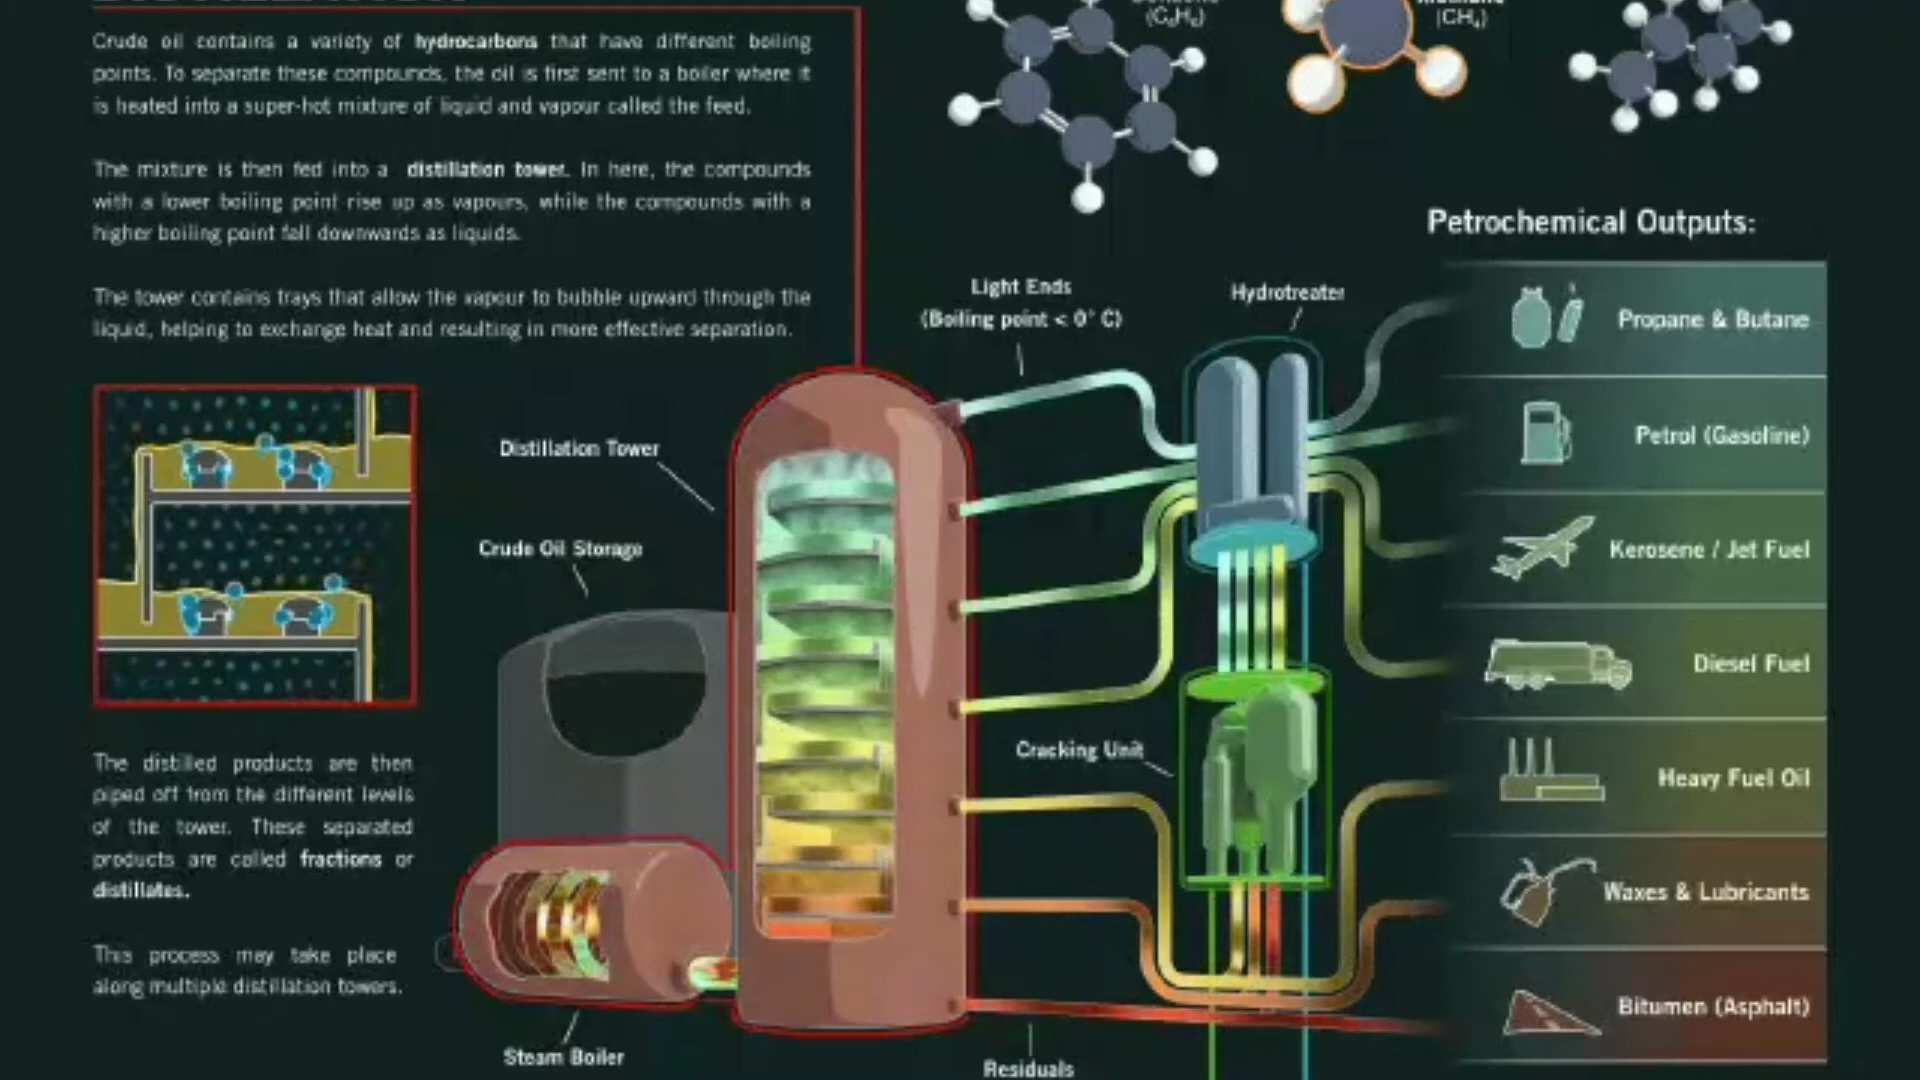 Crude oil contains a variety of hydrocarbons that have different boiling
points. To separate these compounds, the oil is first sent to a boiler where it
is heated into a super-hot mixture of liquid and vapour called the feed.
The mixture is then fed into a distillation tower. In here, the compounds
with a lower boiling point rise up as vapours, while the compounds with a
higher boiling point fall downwards as liquids.
The tower contains trays that allow the vapour to bubble upward through the
liquid, helping to exchange heat and resulting in more effective separation.
The distilled products are then
piped off from the different levels
of the tower. These separated
products are called fractions or
distillates.
This process may take place
along multiple distillation towers.
(C₆H₆)
(CH₄)
Light Ends
(Boiling point < 0° C)
Hydrotreater
Distillation Tower
Crude Oil Storage
Cracking Unit
Steam Boiler
Residuals
Petrochemical Outputs:
Propane & Butane
Petrol (Gasoline)
Kerosene / Jet Fuel
Diesel Fuel
Heavy Fuel Oil
Waxes & Lubricants
Bitumen (Asphalt)